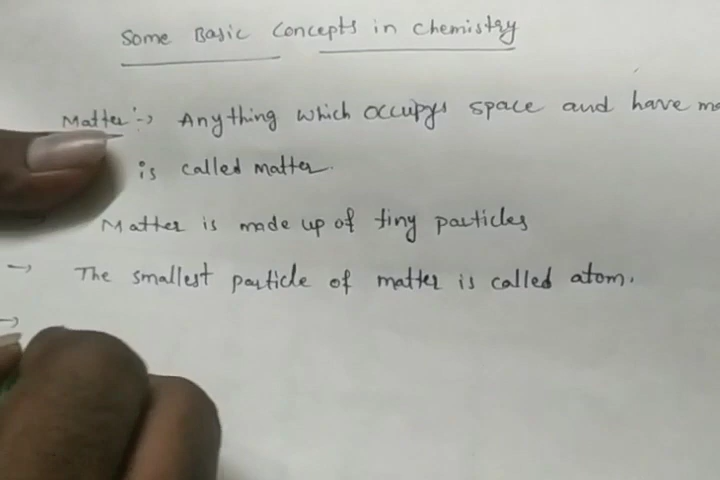 Some Basic Concepts in Chemistry
Matter :-> Anything which occupys space and have
is called matter.
Matter is made up of tiny particles
→ The smallest particle of matter is called atom.
→